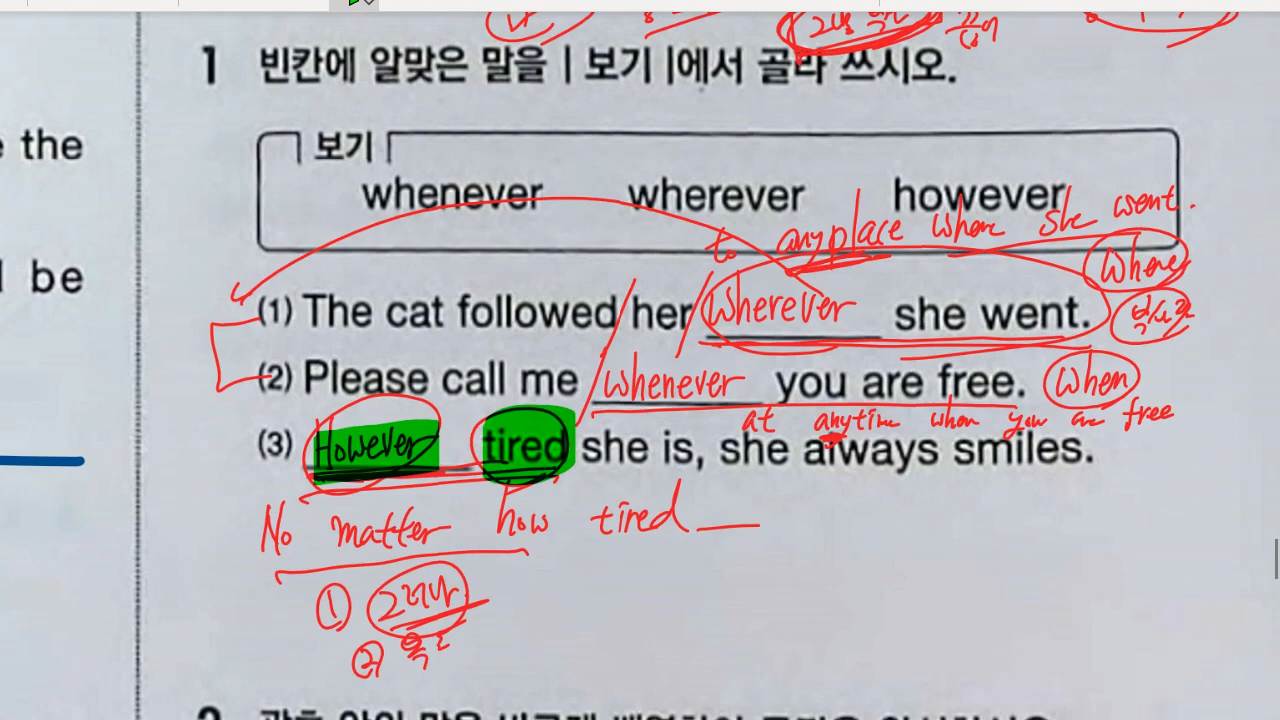 1 빈칸에 알맞은 말을 | 보기 |에서 골라 쓰시오.
the
보기
whenever wherever however
to any place where she went.
be
(1) The cat followed her Wherever she went.
where
부사절
(2) Please call me whenever you are free.
when
at anytime when you are free
(3) However tired she is, she always smiles.
No matter how tired
① 그러나
②